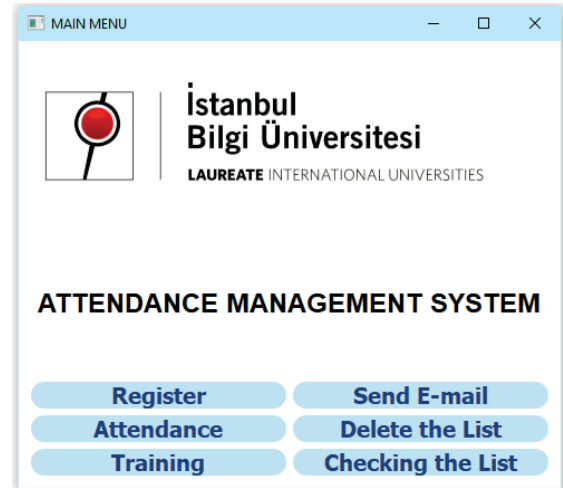 MAIN MENU
İstanbul
Bilgi Üniversitesi
LAUREATE INTERNATIONAL UNIVERSITIES
ATTENDANCE MANAGEMENT SYSTEM
Register
Send E-mail
Attendance
Delete the List
Training
Checking the List